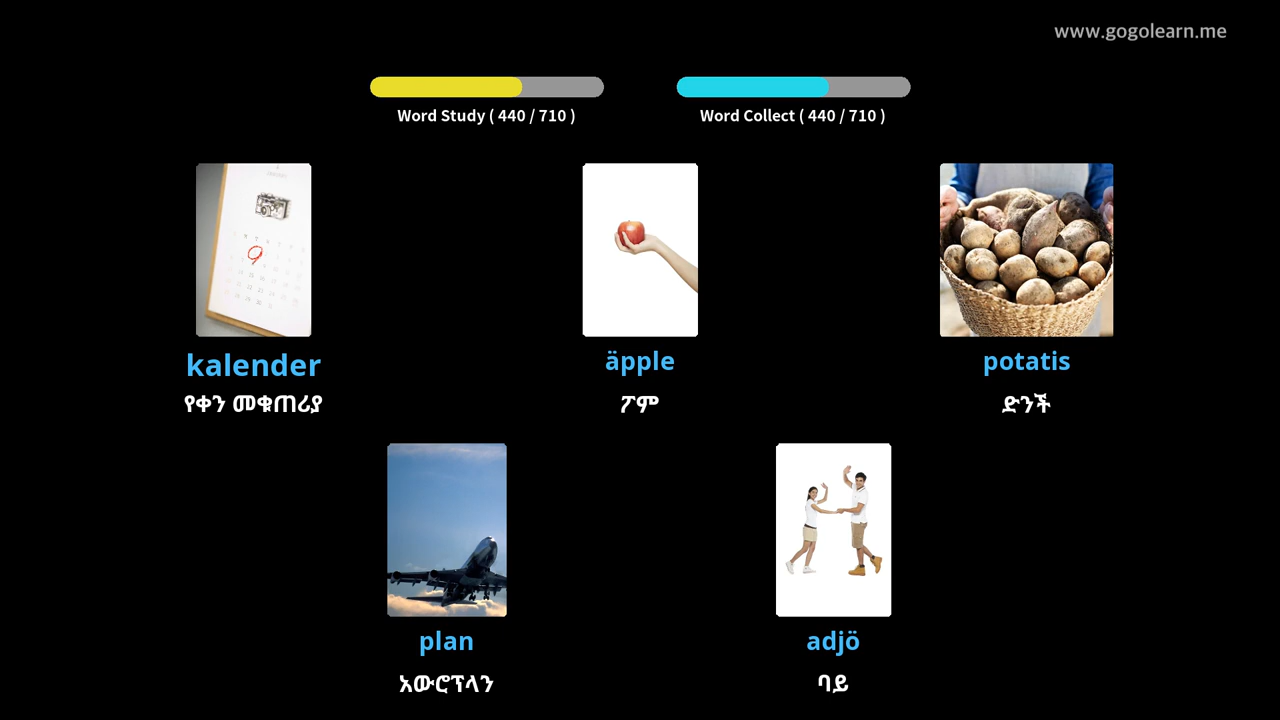 www.gogolearn.me
Word Study ( 440 / 710 )
Word Collect ( 440 / 710 )
kalender
የቀን መቁጠሪያ
äpple
ፖም
potatis
ድንች
plan
አውሮፕላን
adjö
ባይ